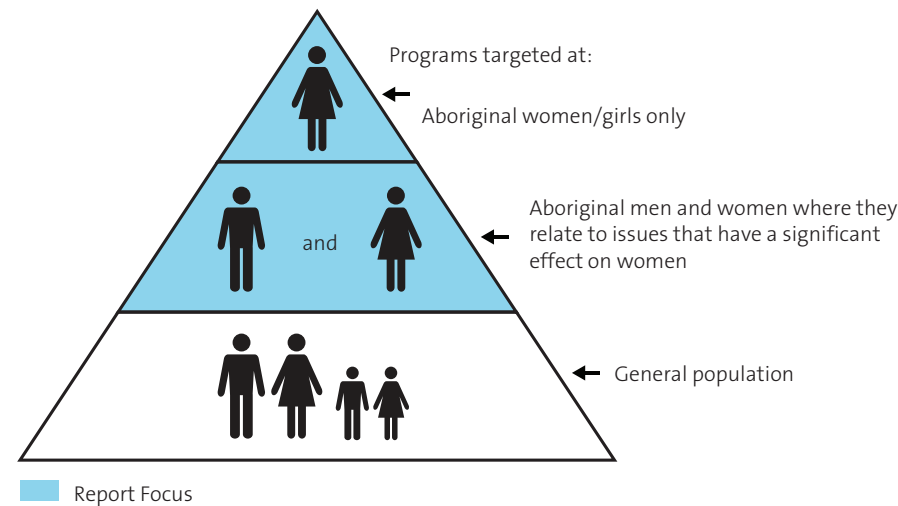 Programs targeted at:
Aboriginal women/girls only
and
Aboriginal men and women where they
relate to issues that have a significant
effect on women
General population
Report Focus